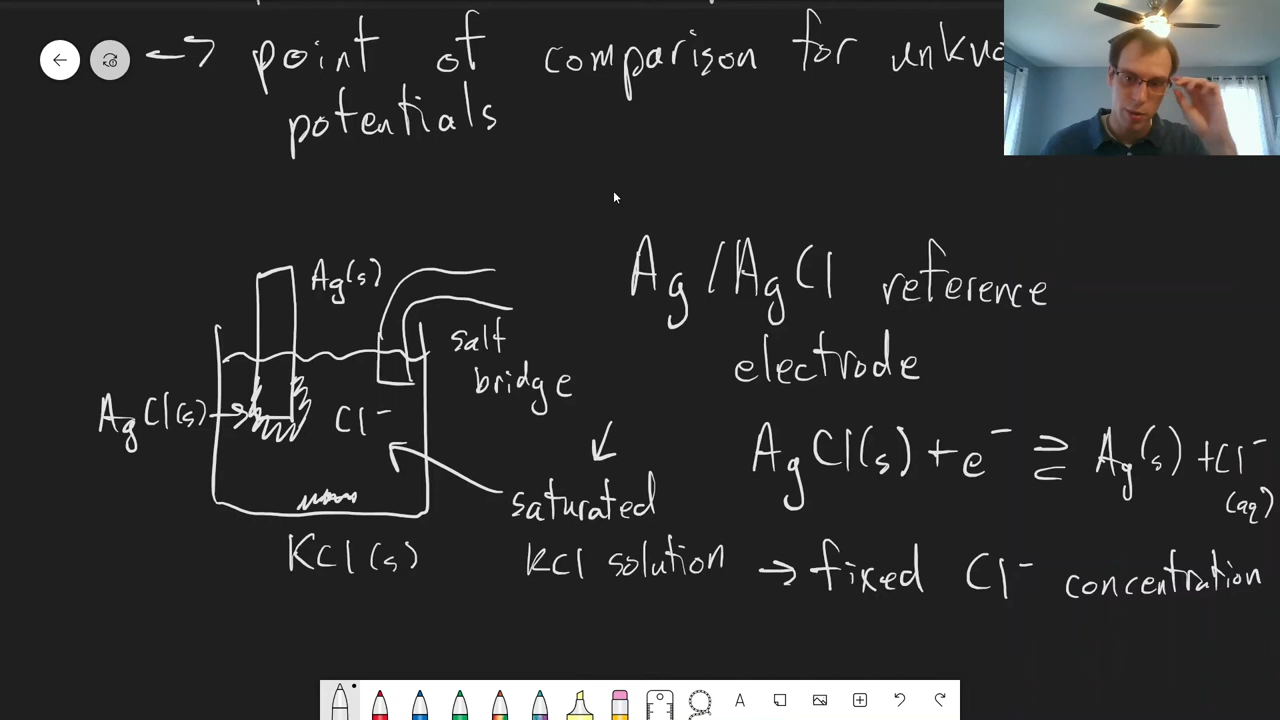 <-> point of comparison for unkno
potentials
Ag(s)
Ag/AgCl reference
electrode
salt
bridge
AgCl(s)
Cl⁻
AgCl(s) + e⁻ ⇌ Ag(s) + Cl⁻
(aq)
saturated
KCl solution
→ fixed Cl⁻ concentration
KCl(s)
A